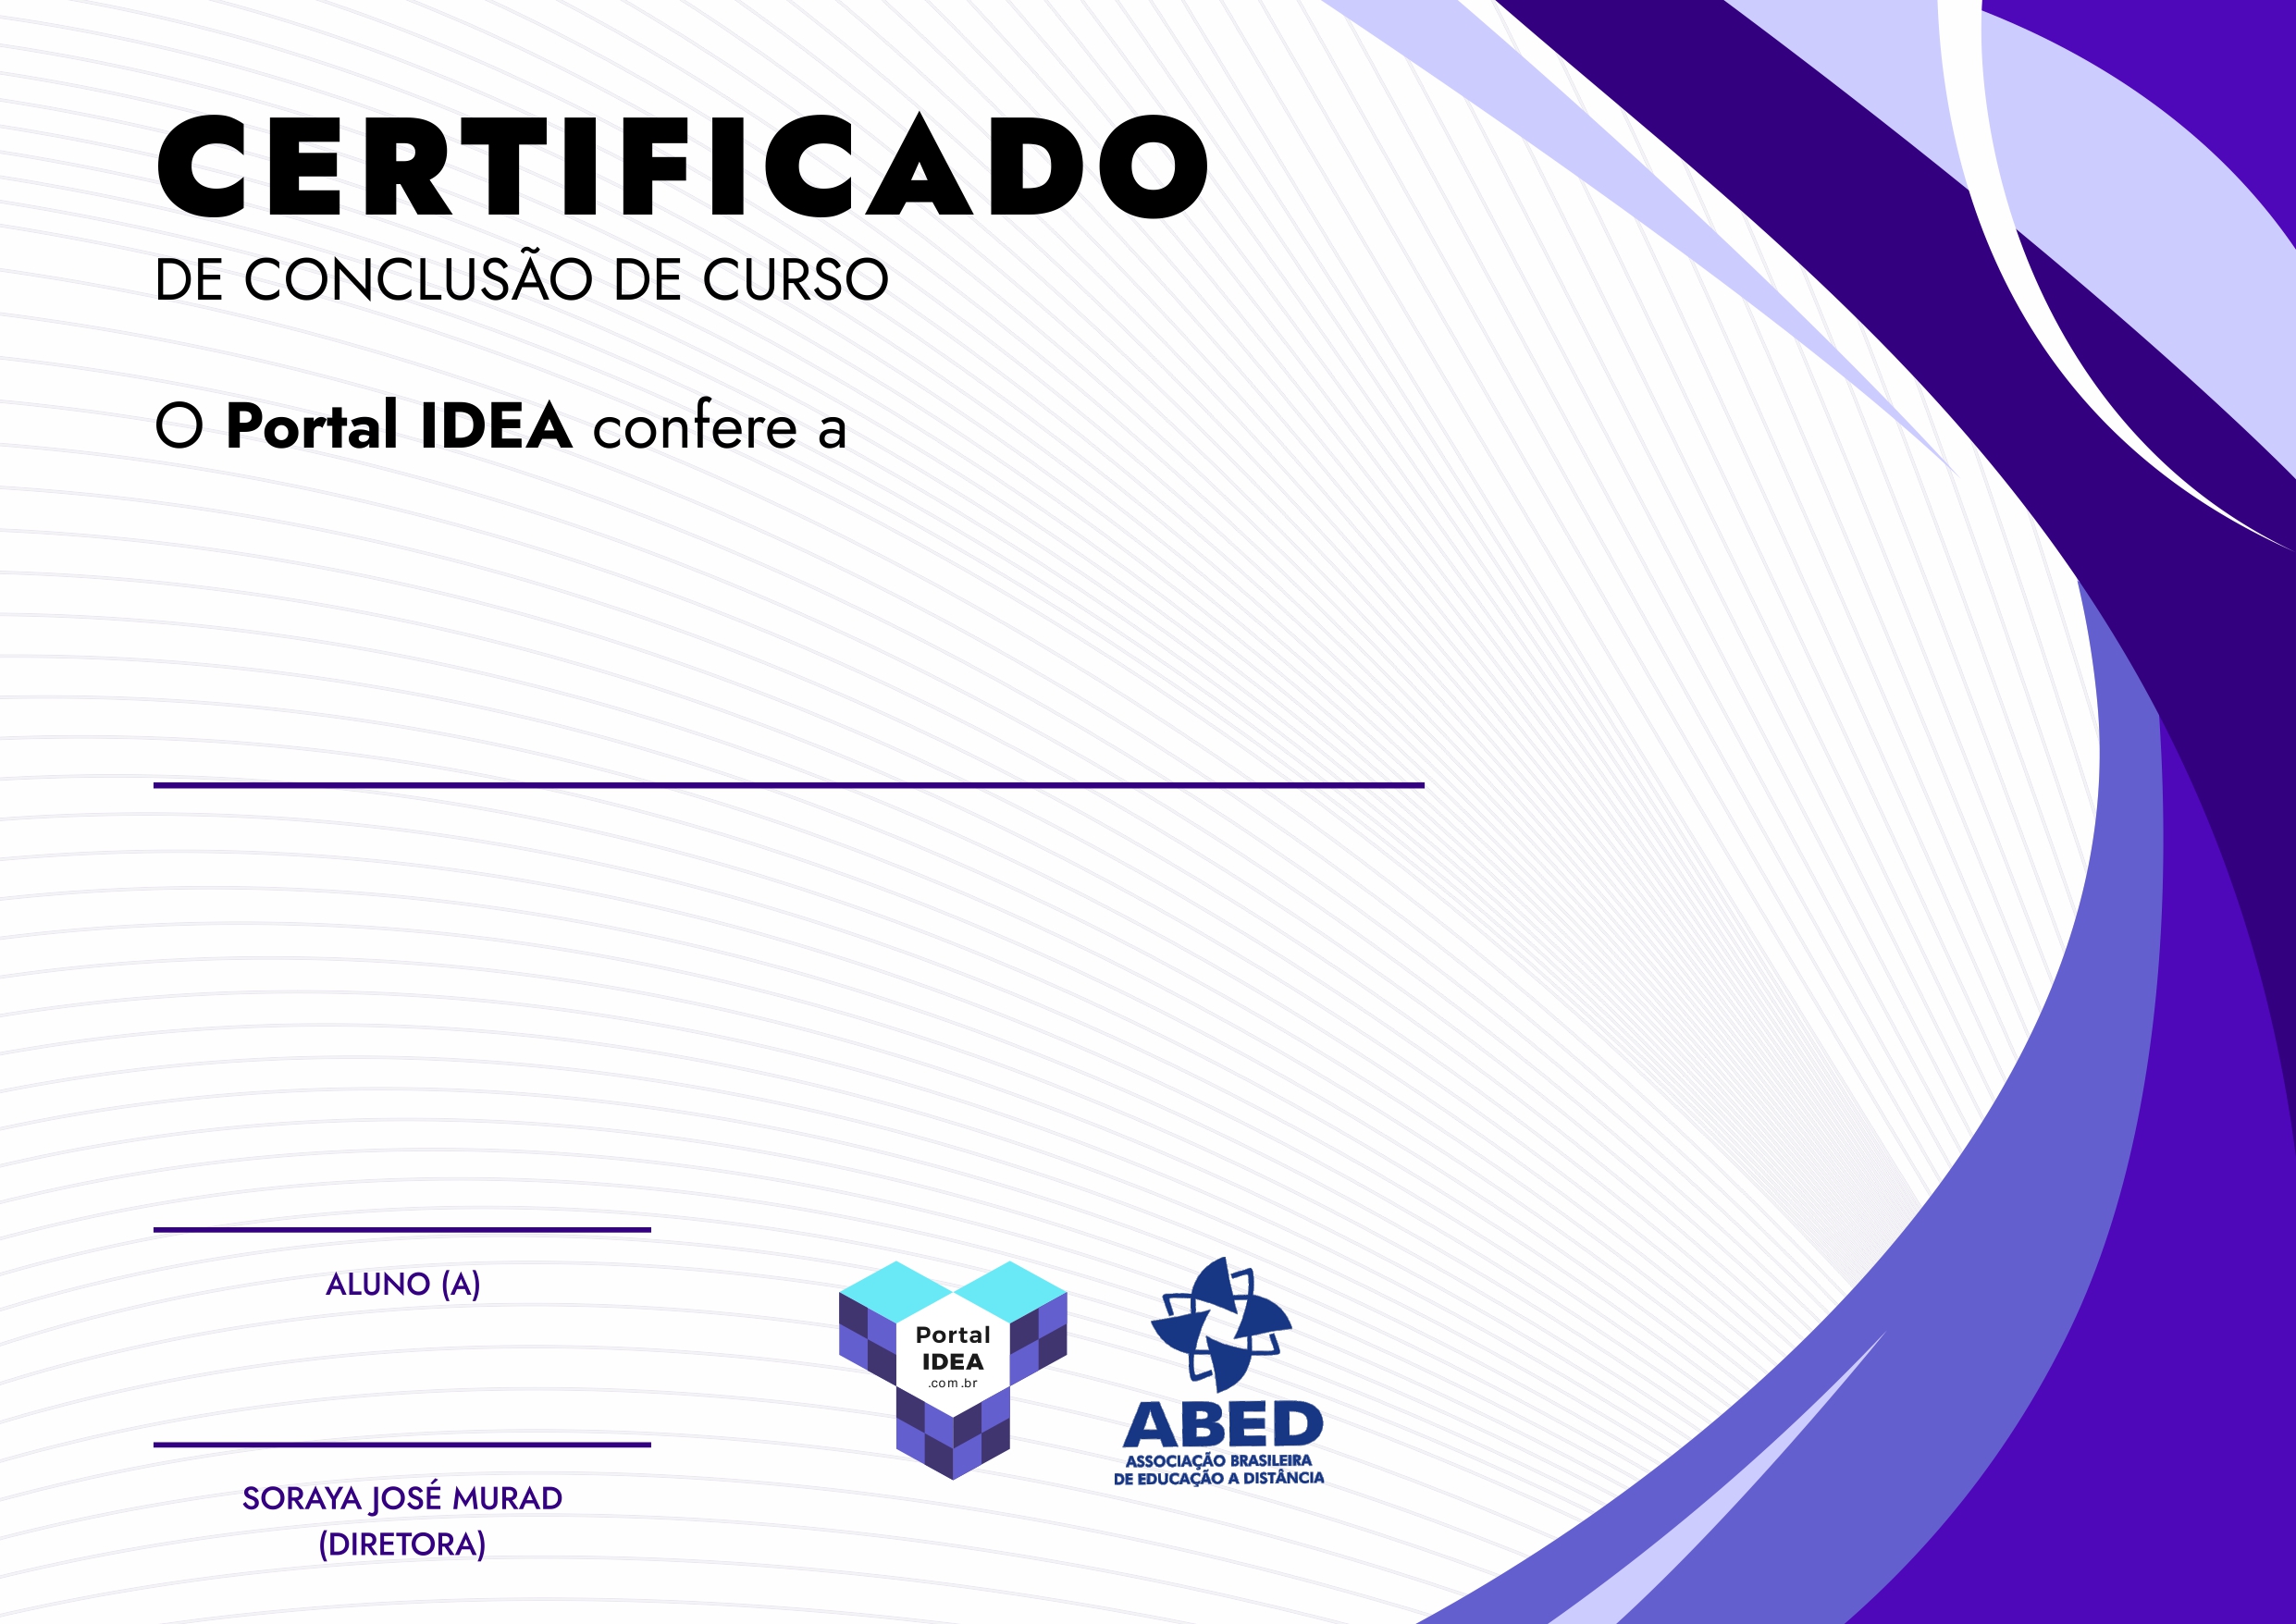 CERTIFICADO
DE CONCLUSÃO DE CURSO
O Portal IDEA confere a
ALUNO (A)
SORAYA JOSÉ MURAD
(DIRETORA)
Portal
IDEA
.com.br
ABED
ASSOCIAÇÃO BRASILEIRA
DE EDUCAÇÃO A DISTÂNCIA